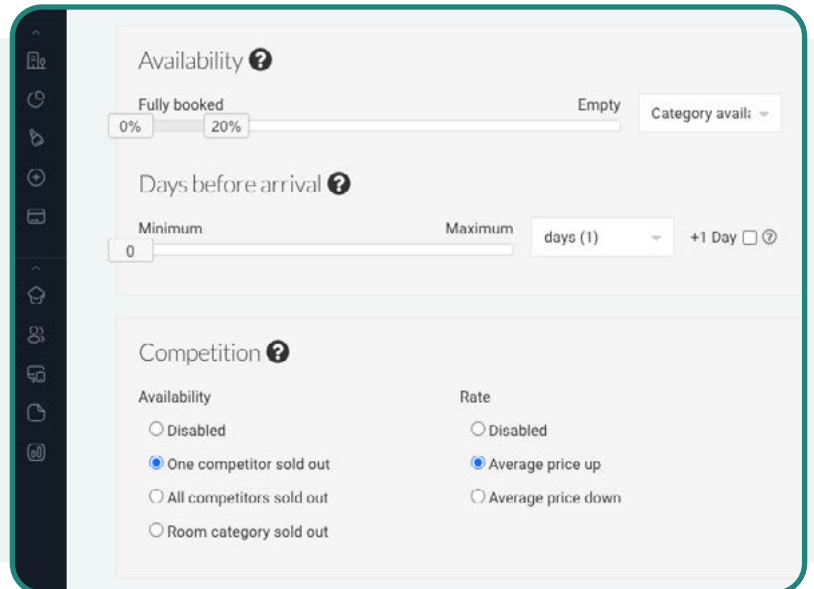 Availability ?
Fully booked Empty
0% 20% Category availa
Days before arrival ?
Minimum Maximum
0 days (1) +1 Day ?
Competition ?
Availability Rate
Disabled Disabled
One competitor sold out Average price up
All competitors sold out Average price down
Room category sold out